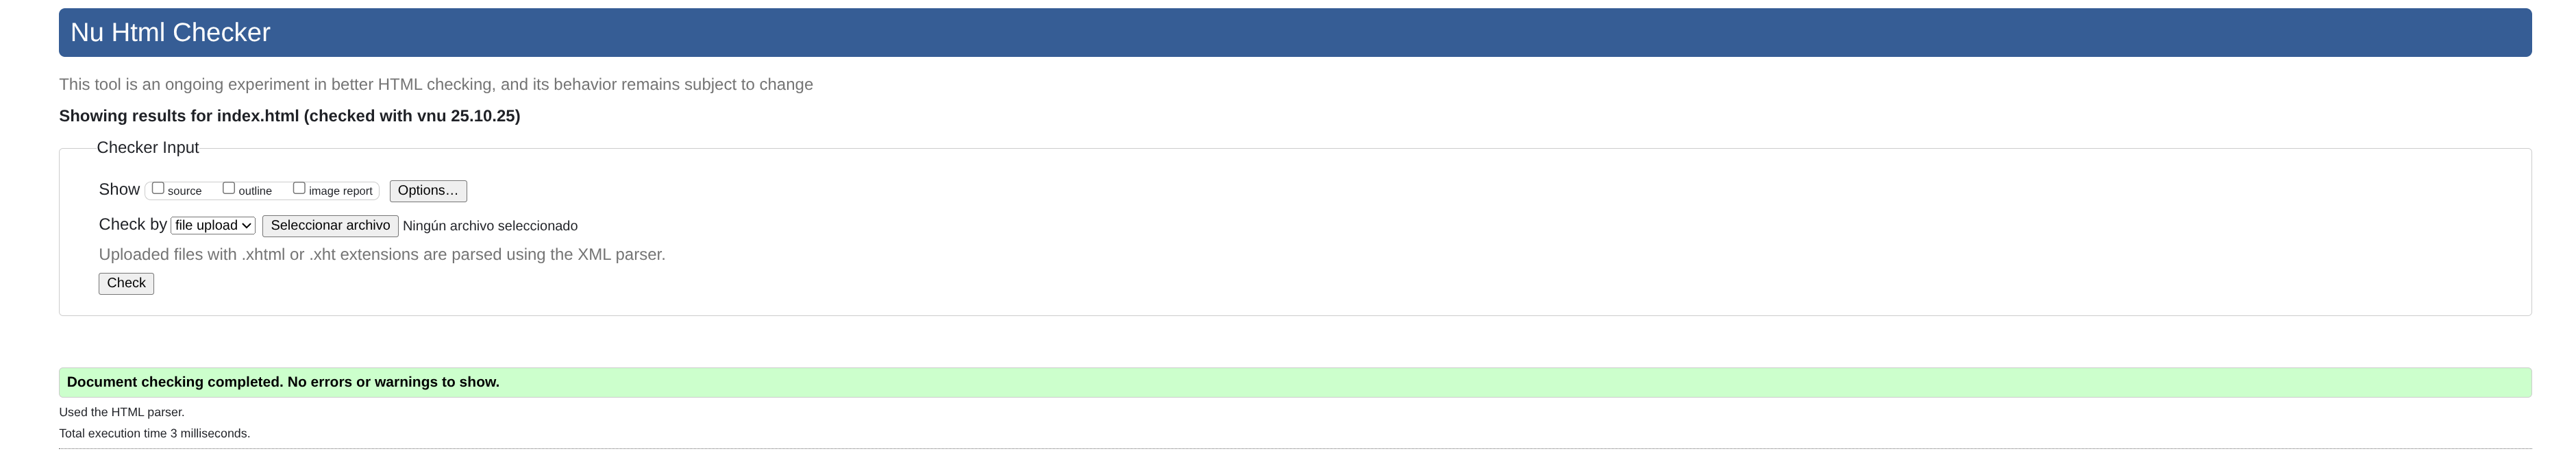 Nu Html Checker
This tool is an ongoing experiment in better HTML checking, and its behavior remains subject to change
Showing results for index.html (checked with vnu 25.10.25)
Checker Input
Show source outline image report Options…
Check by file upload Seleccionar archivo Ningún archivo seleccionado
Uploaded files with .xhtml or .xht extensions are parsed using the XML parser.
Check
Document checking completed. No errors or warnings to show.
Used the HTML parser.
Total execution time 3 milliseconds.